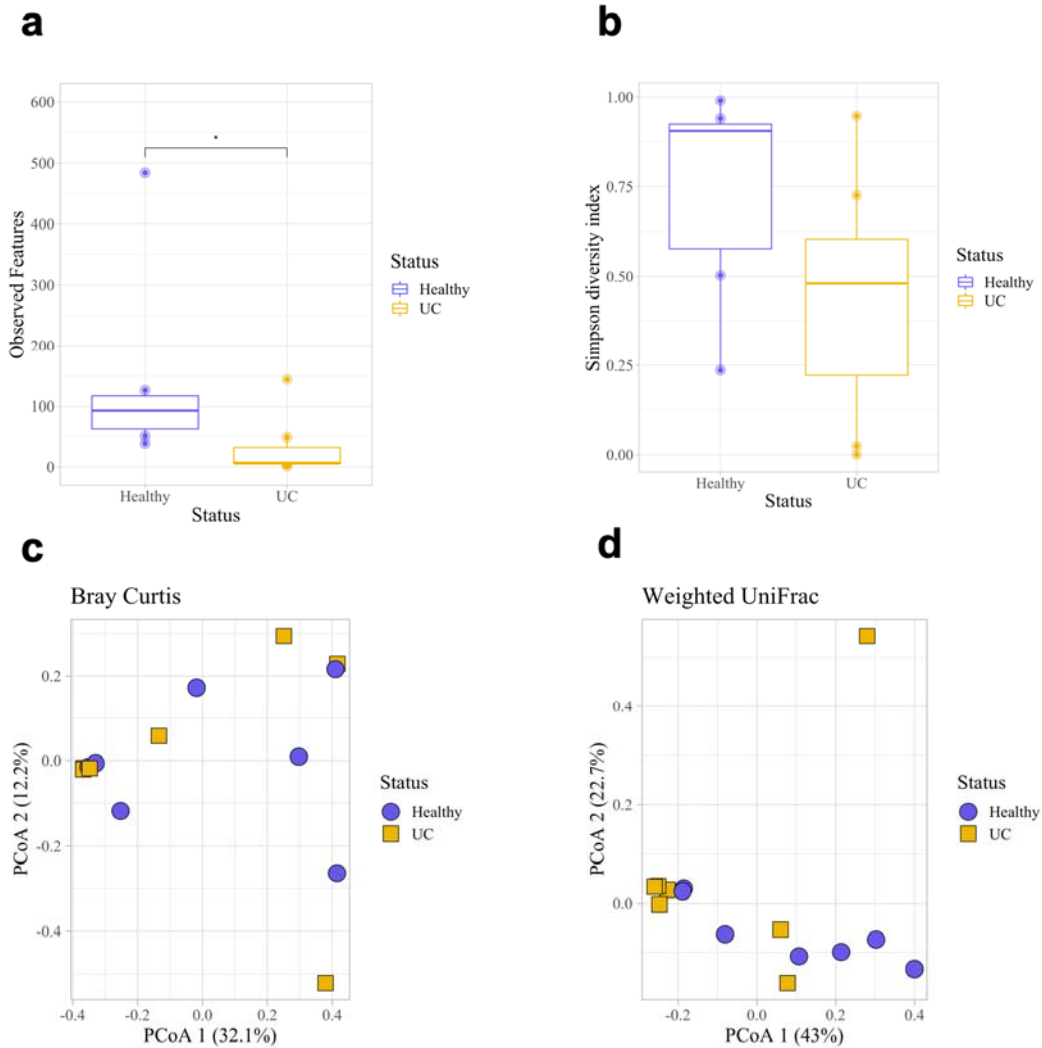 a
600
500
400
300
200
100
0
Observed Features
*
Healthy
UC
Status
Status
Healthy
UC
b
1.00
0.75
0.50
0.25
0.00
Simpson diversity index
Healthy
UC
Status
Status
Healthy
UC
c
Bray Curtis
0.2
0.0
-0.2
-0.4
PCoA 2 (12.2%)
-0.4
-0.2
0.0
0.2
0.4
PCoA 1 (32.1%)
Status
Healthy
UC
d
Weighted UniFrac
0.4
0.2
0.0
PCoA 2 (22.7%)
-0.2
0.0
0.2
0.4
PCoA 1 (43%)
Status
Healthy
UC